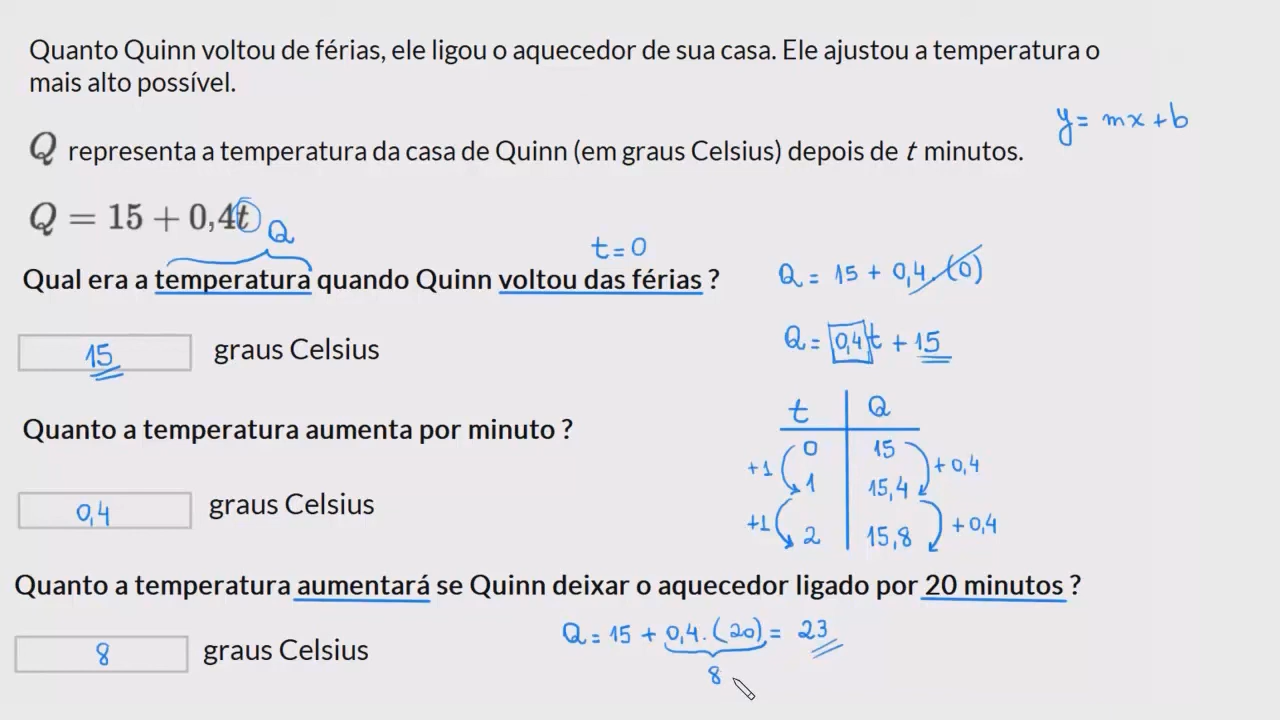 Quanto Quinn voltou de férias, ele ligou o aquecedor de sua casa. Ele ajustou a temperatura o
mais alto possível.
y = mx + b
Q representa a temperatura da casa de Quinn (em graus Celsius) depois de t minutos.
Q = 15 + 0,4t
Q
t = 0
Qual era a temperatura quando Quinn voltou das férias ?
Q = 15 + 0,4 . (0)
15 graus Celsius
Q = 0,4t + 15
t Q
Quanto a temperatura aumenta por minuto ?
0 15
+1 +0,4
1 15,4
0,4 graus Celsius
+1 +0,4
2 15,8
Quanto a temperatura aumentará se Quinn deixar o aquecedor ligado por 20 minutos ?
Q = 15 + 0,4 . (20) = 23
8 graus Celsius
8